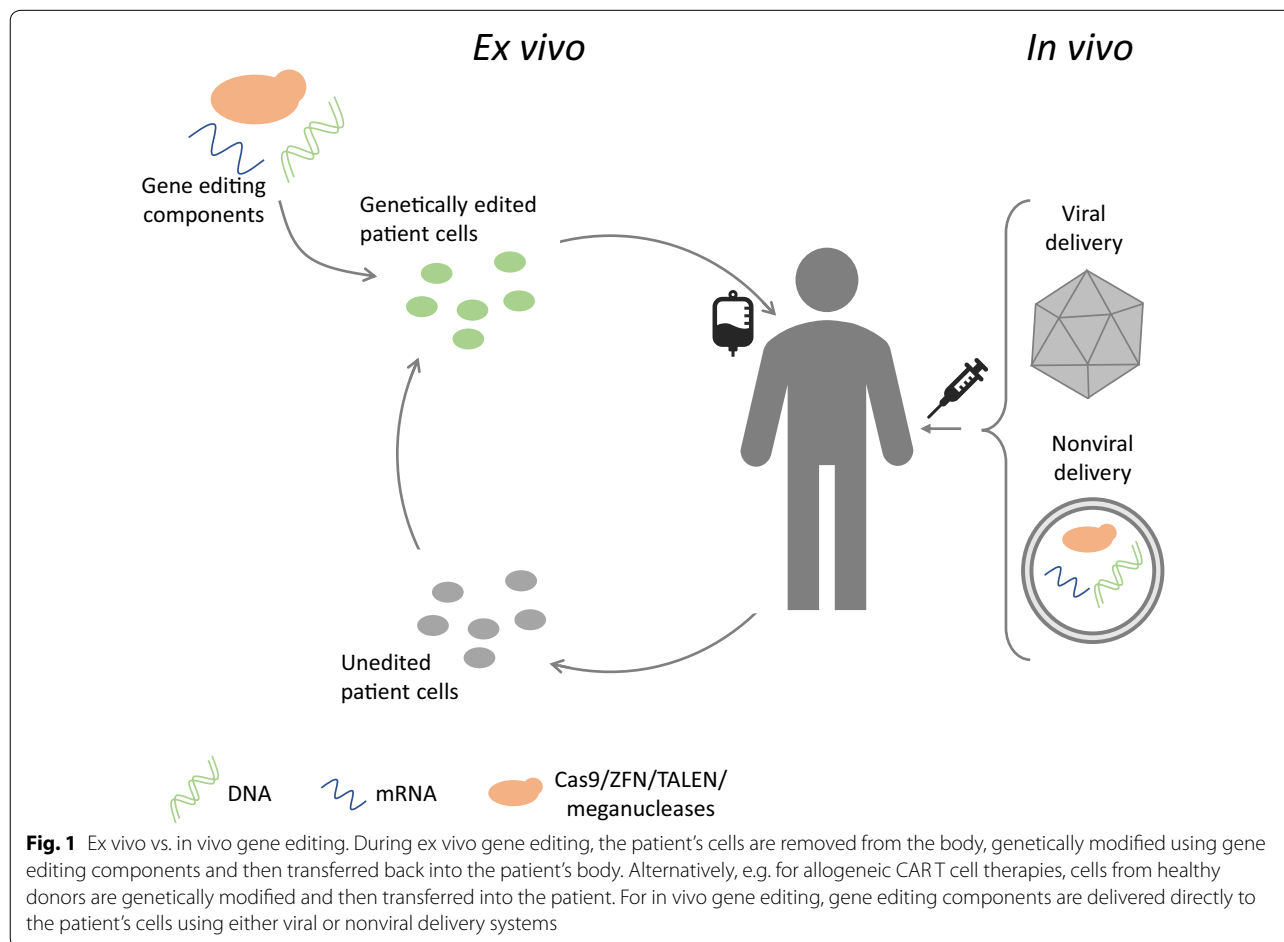 Ex vivo
In vivo
Gene editing
components
Genetically edited
patient cells
Viral
delivery
Nonviral
delivery
Unedited
patient cells
DNA
mRNA
Cas9/ZFN/TALEN/
meganucleases
Fig. 1 Ex vivo vs. in vivo gene editing. During ex vivo gene editing, the patient's cells are removed from the body, genetically modified using gene
editing components and then transferred back into the patient's body. Alternatively, e.g. for allogeneic CAR T cell therapies, cells from healthy
donors are genetically modified and then transferred into the patient. For in vivo gene editing, gene editing components are delivered directly to
the patient's cells using either viral or nonviral delivery systems